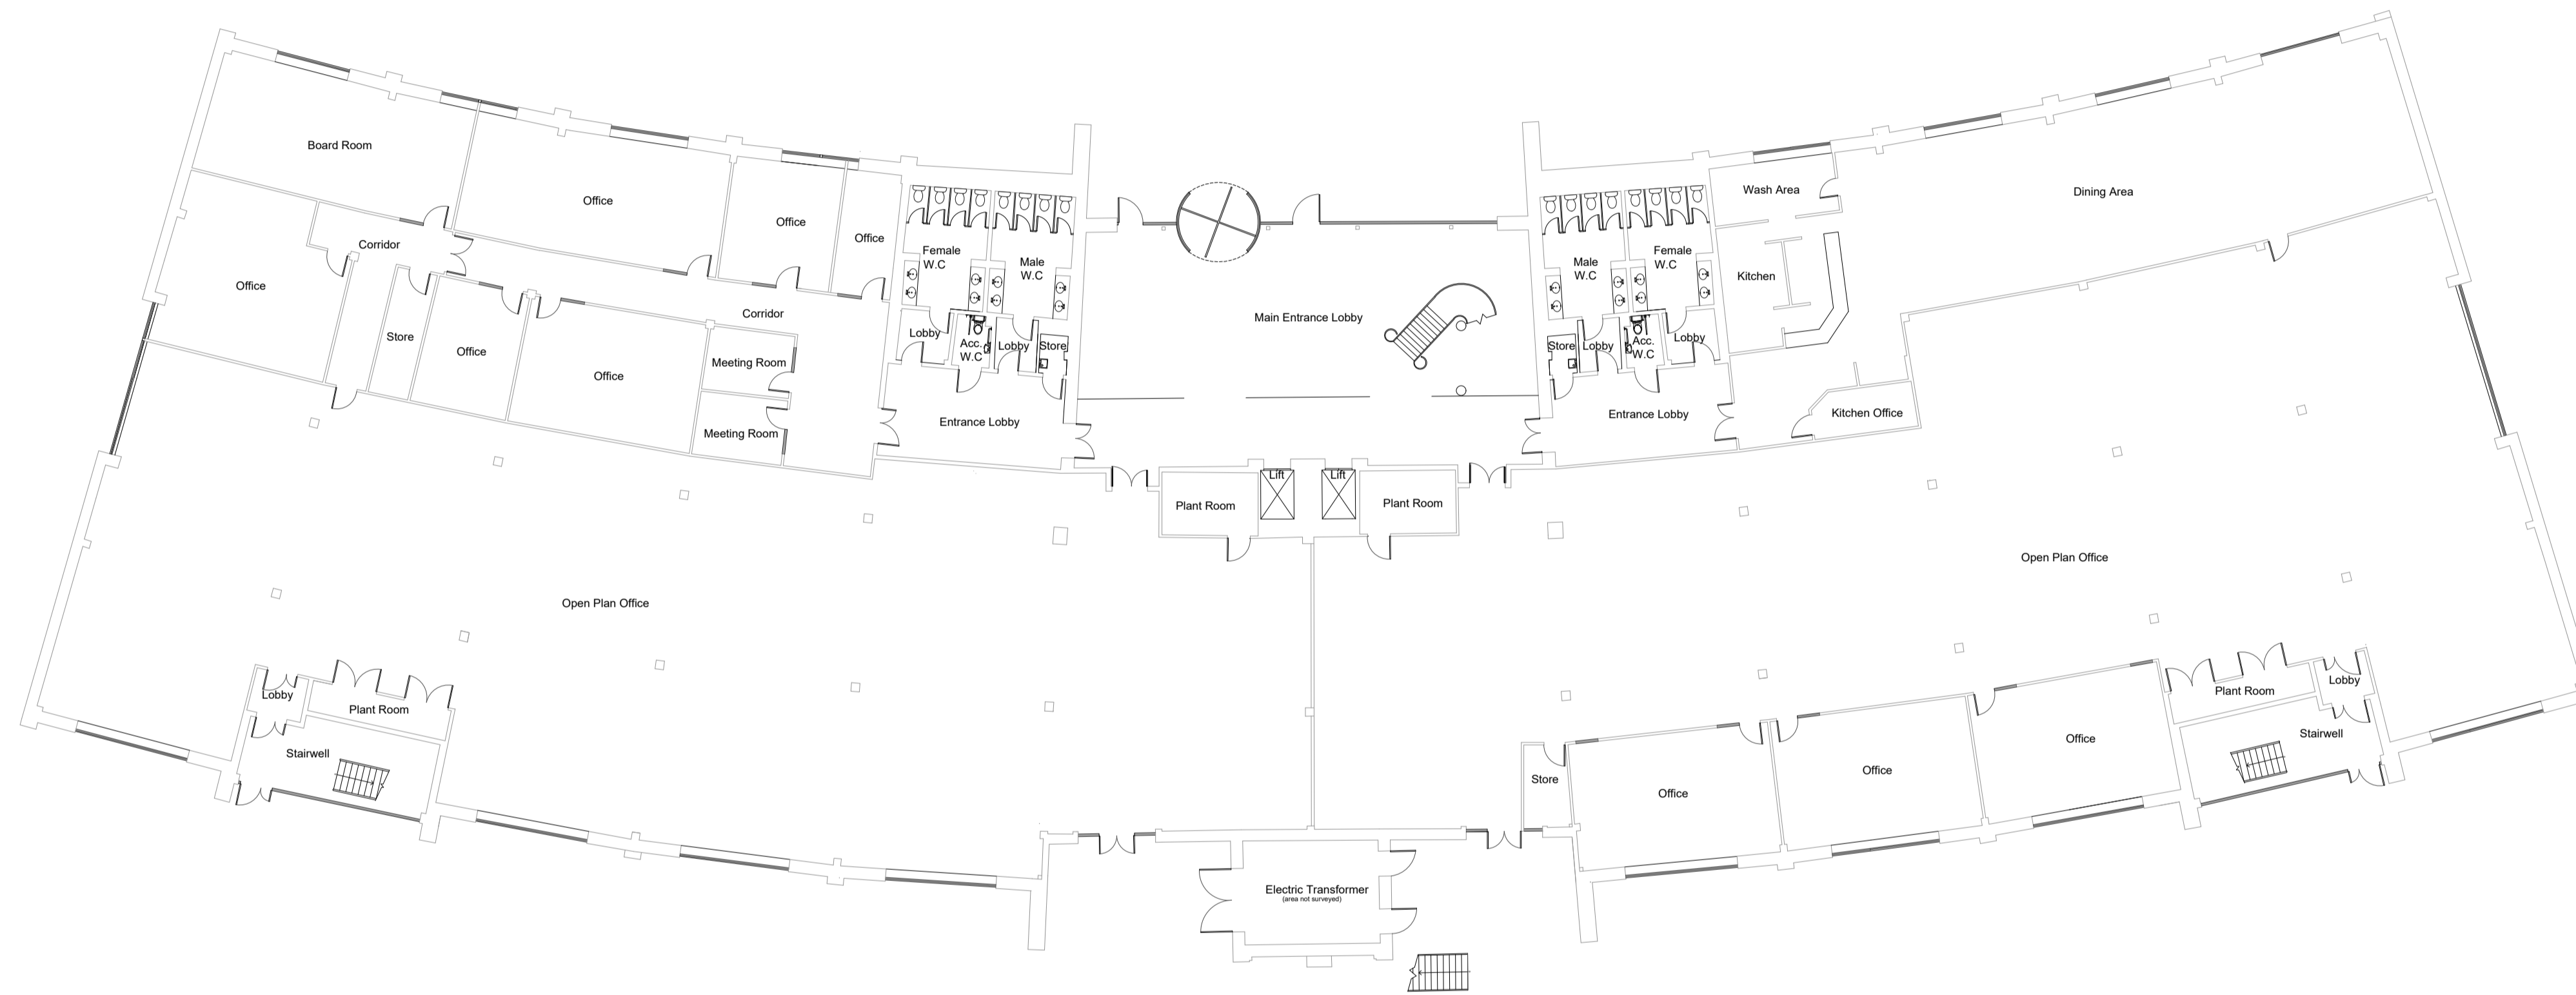 Board Room
Office
Office
Office
Corridor
Office
Store
Office
Office
Corridor
Meeting Room
Meeting Room
Female
W.C
Male
W.C
Lobby
Acc.
W.C
Lobby
Store
Entrance Lobby
Main Entrance Lobby
Male
W.C
Female
W.C
Store
Lobby
Acc.
W.C
Lobby
Entrance Lobby
Wash Area
Kitchen
Dining Area
Kitchen Office
Plant Room
Lift
Lift
Plant Room
Open Plan Office
Open Plan Office
Lobby
Plant Room
Stairwell
Store
Office
Office
Office
Plant Room
Lobby
Stairwell
Electric Transformer
(area not surveyed)